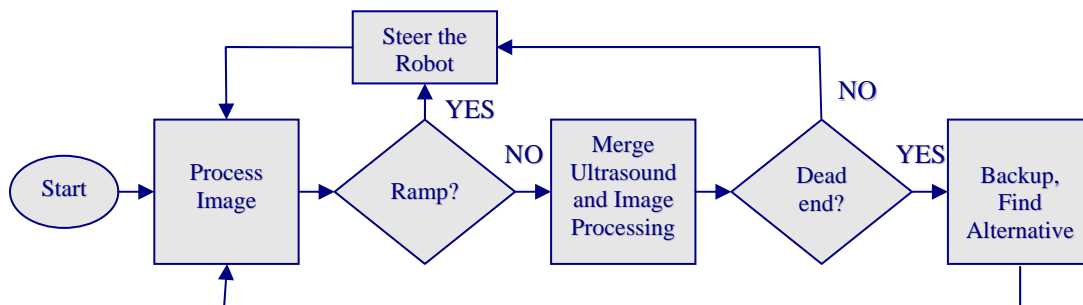 Start
Process
Image
Steer the
Robot
YES
Ramp?
NO
Merge
Ultrasound
and Image
Processing
Dead
end?
NO
YES
Backup,
Find
Alternative